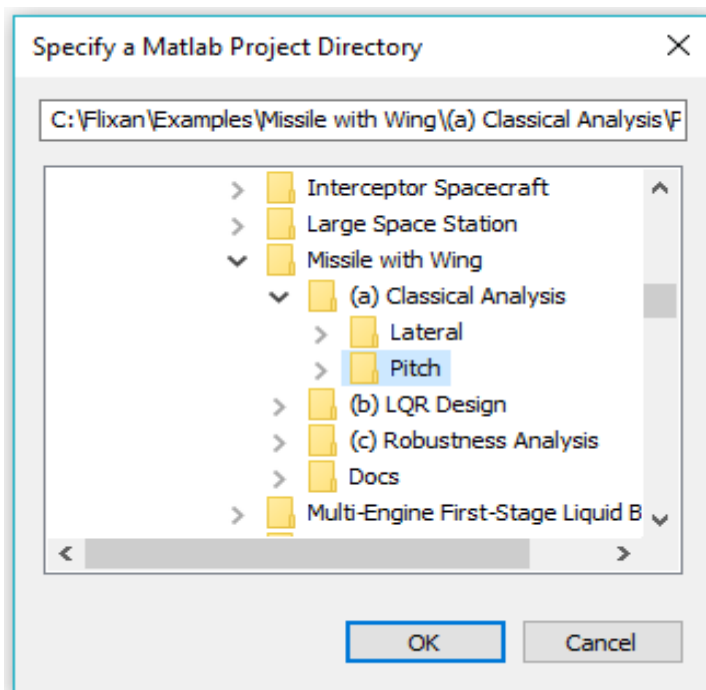 Specify a Matlab Project Directory
C:\Flixan\Examples\Missile with Wing\(a) Classical Analysis\P
Interceptor Spacecraft
Large Space Station
Missile with Wing
(a) Classical Analysis
Lateral
Pitch
(b) LQR Design
(c) Robustness Analysis
Docs
Multi-Engine First-Stage Liquid B
OK
Cancel